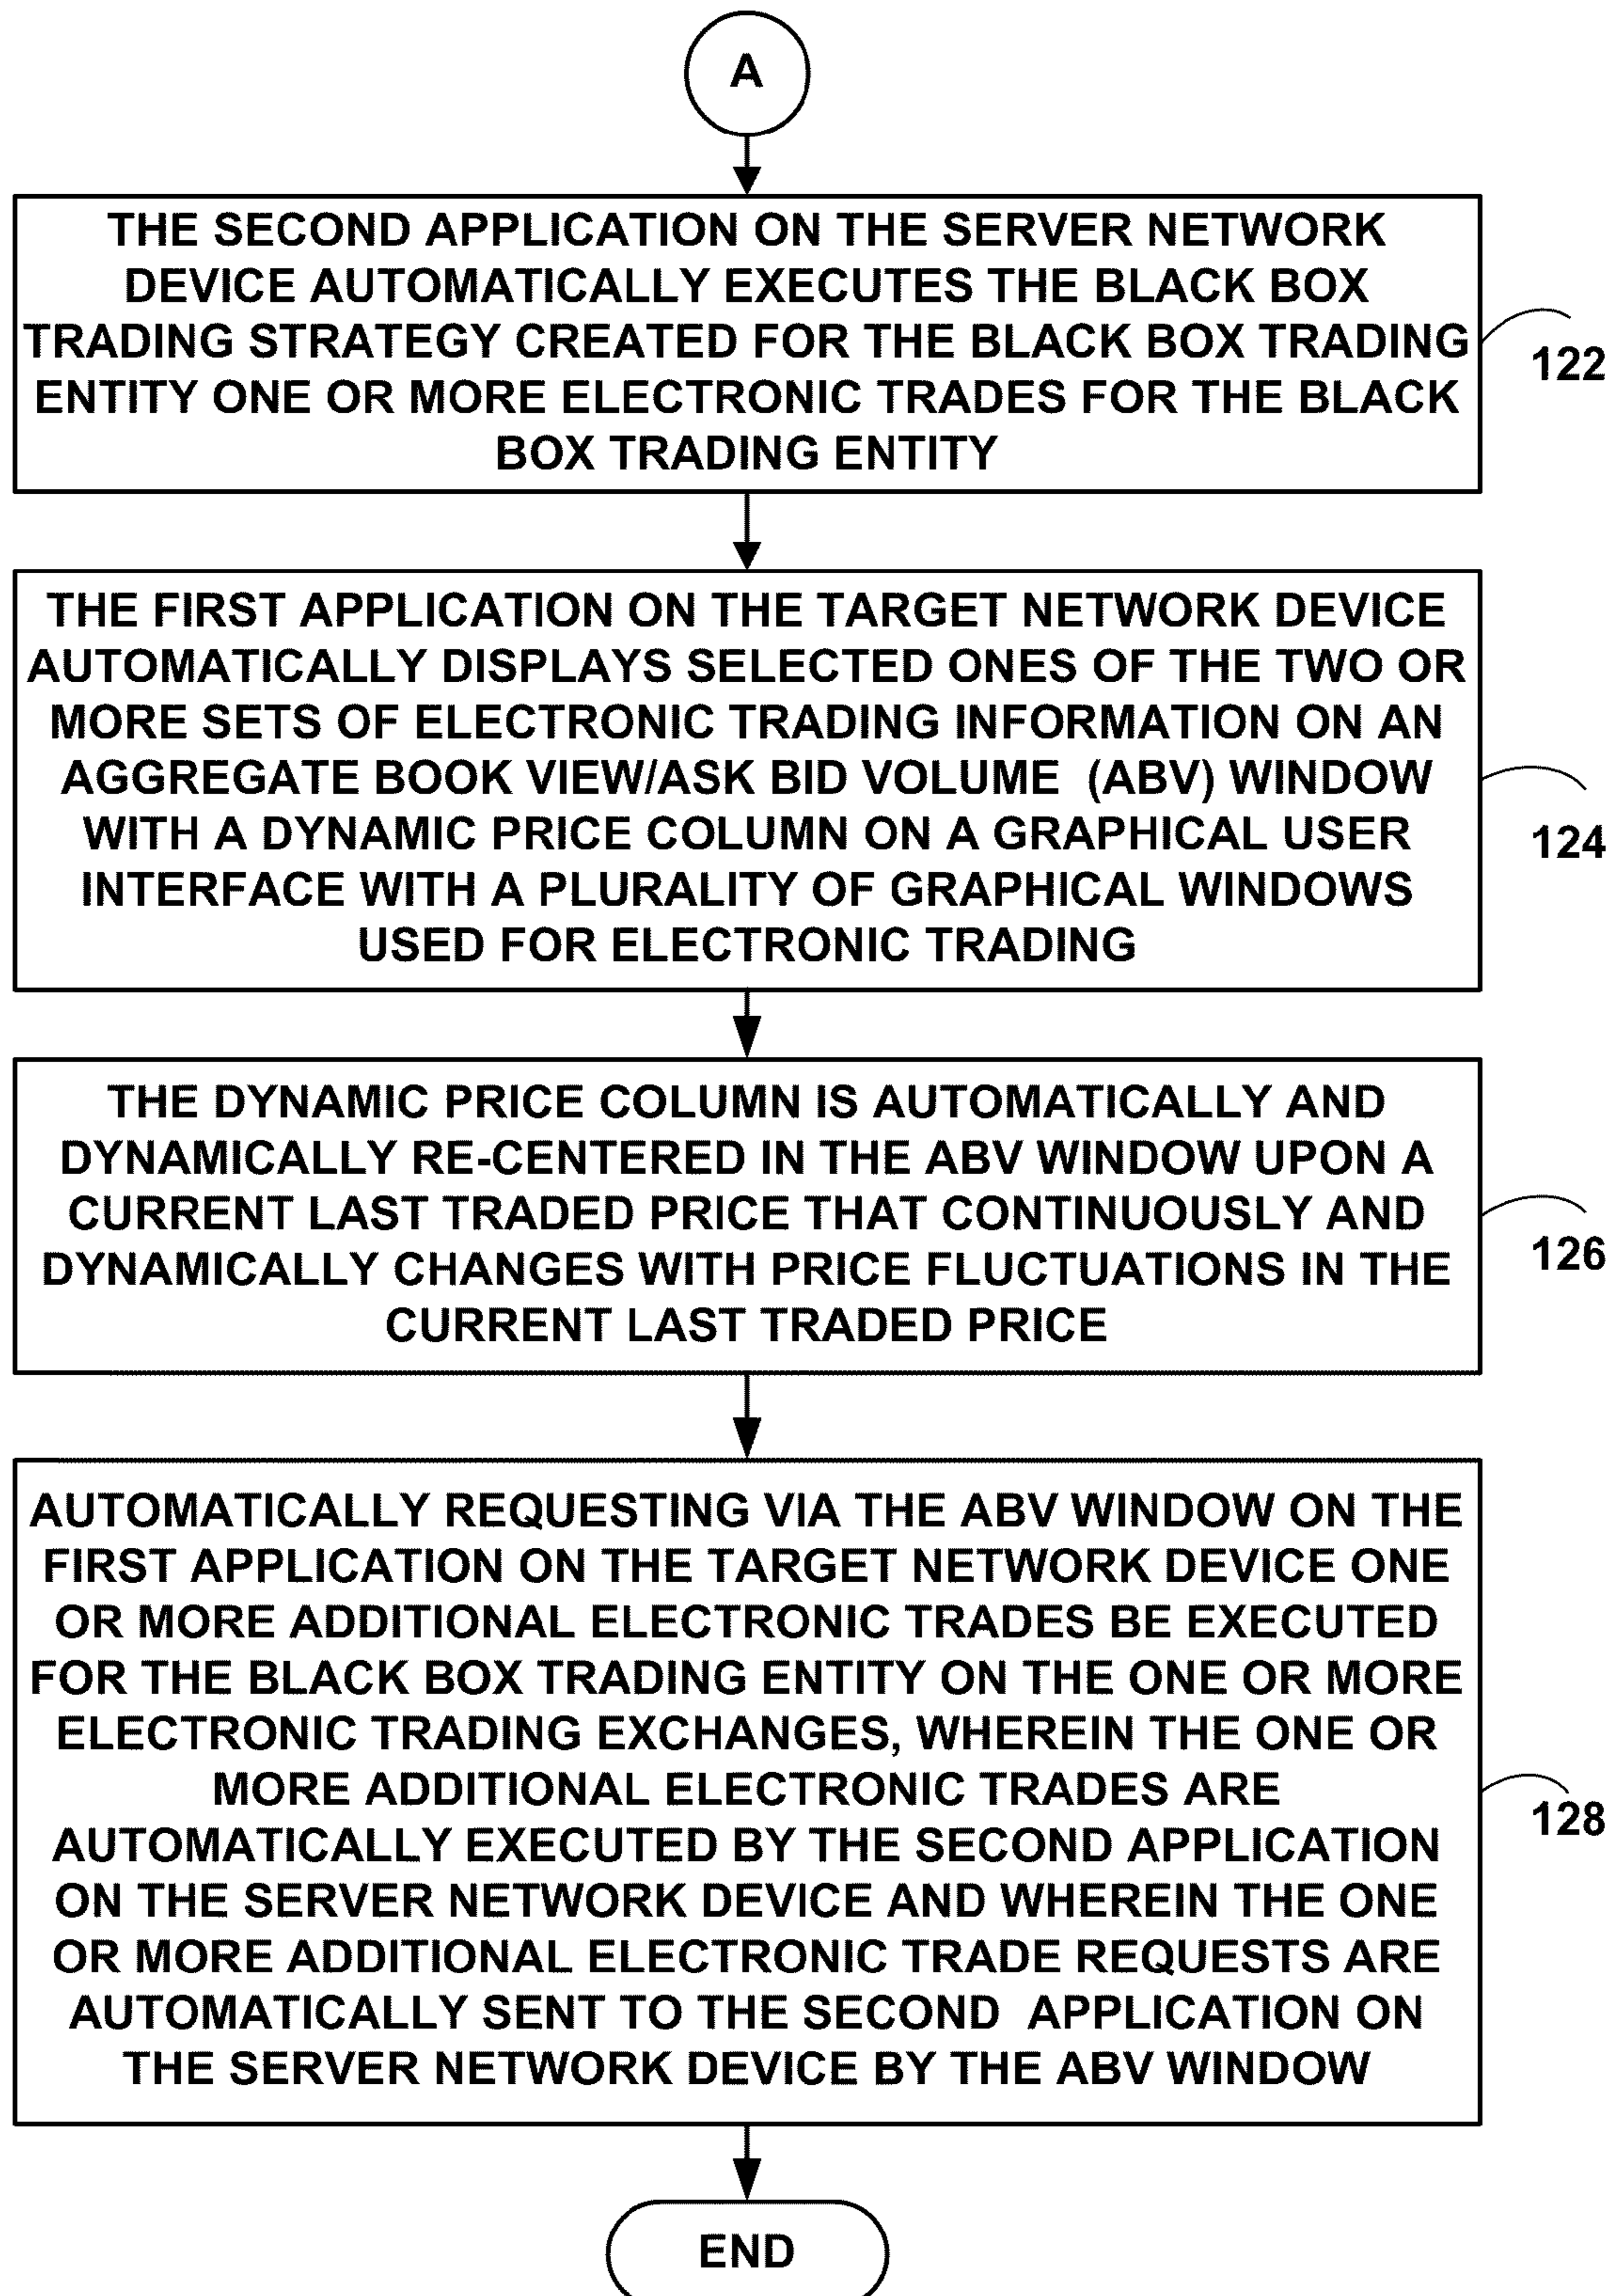 A
THE SECOND APPLICATION ON THE SERVER NETWORK
DEVICE AUTOMATICALLY EXECUTES THE BLACK BOX
TRADING STRATEGY CREATED FOR THE BLACK BOX TRADING
ENTITY ONE OR MORE ELECTRONIC TRADES FOR THE BLACK
BOX TRADING ENTITY
122
THE FIRST APPLICATION ON THE TARGET NETWORK DEVICE
AUTOMATICALLY DISPLAYS SELECTED ONES OF THE TWO OR
MORE SETS OF ELECTRONIC TRADING INFORMATION ON AN
AGGREGATE BOOK VIEW/ASK BID VOLUME (ABV) WINDOW
WITH A DYNAMIC PRICE COLUMN ON A GRAPHICAL USER
INTERFACE WITH A PLURALITY OF GRAPHICAL WINDOWS
USED FOR ELECTRONIC TRADING
124
THE DYNAMIC PRICE COLUMN IS AUTOMATICALLY AND
DYNAMICALLY RE-CENTERED IN THE ABV WINDOW UPON A
CURRENT LAST TRADED PRICE THAT CONTINUOUSLY AND
DYNAMICALLY CHANGES WITH PRICE FLUCTUATIONS IN THE
CURRENT LAST TRADED PRICE
126
AUTOMATICALLY REQUESTING VIA THE ABV WINDOW ON THE
FIRST APPLICATION ON THE TARGET NETWORK DEVICE ONE
OR MORE ADDITIONAL ELECTRONIC TRADES BE EXECUTED
FOR THE BLACK BOX TRADING ENTITY ON THE ONE OR MORE
ELECTRONIC TRADING EXCHANGES, WHEREIN THE ONE OR
MORE ADDITIONAL ELECTRONIC TRADES ARE
AUTOMATICALLY EXECUTED BY THE SECOND APPLICATION
ON THE SERVER NETWORK DEVICE AND WHEREIN THE ONE
OR MORE ADDITIONAL ELECTRONIC TRADE REQUESTS ARE
AUTOMATICALLY SENT TO THE SECOND APPLICATION ON
THE SERVER NETWORK DEVICE BY THE ABV WINDOW
128
END